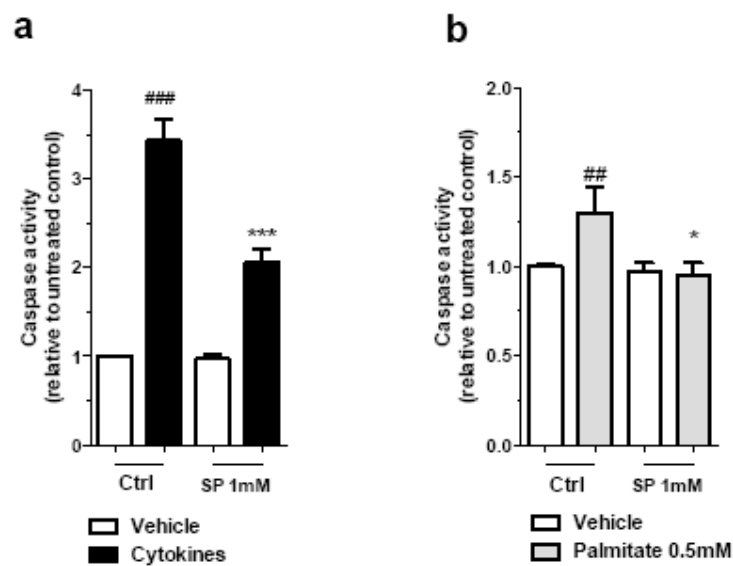 a
Caspase activity
(relative to untreated control)
4
3
2
1
0
###
***
Ctrl
SP 1mM
Vehicle
Cytokines
b
Caspase activity
(relative to untreated control)
2.0
1.5
1.0
0.5
0.0
##
*
Ctrl
SP 1mM
Vehicle
Palmitate 0.5mM